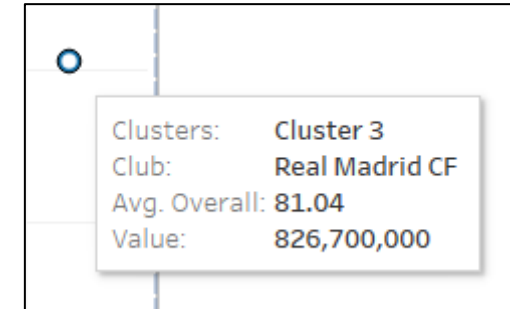 Clusters: Cluster 3
Club: Real Madrid CF
Avg. Overall: 81.04
Value: 826,700,000